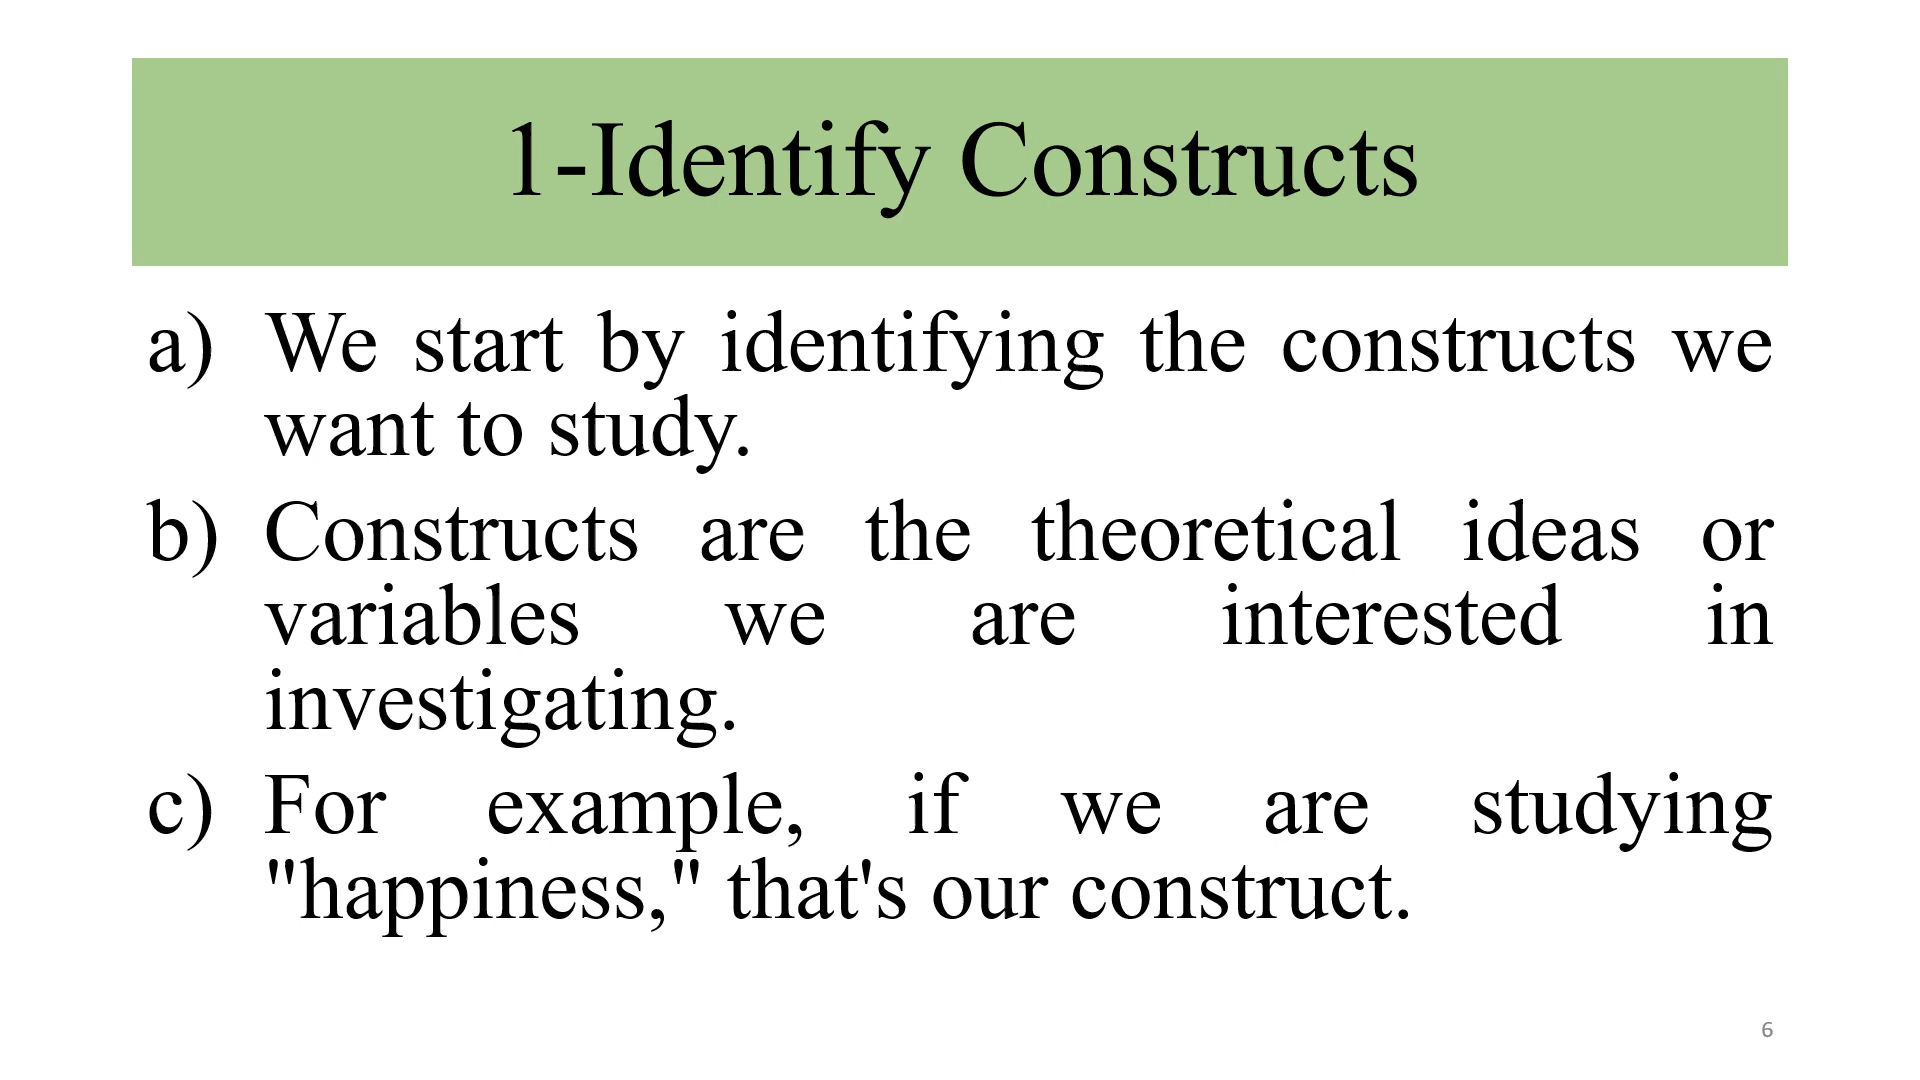 1-Identify Constructs
a) We start by identifying the constructs we
want to study.
b) Constructs are the theoretical ideas or
variables we are interested in
investigating.
c) For example, if we are studying
"happiness," that's our construct.
6